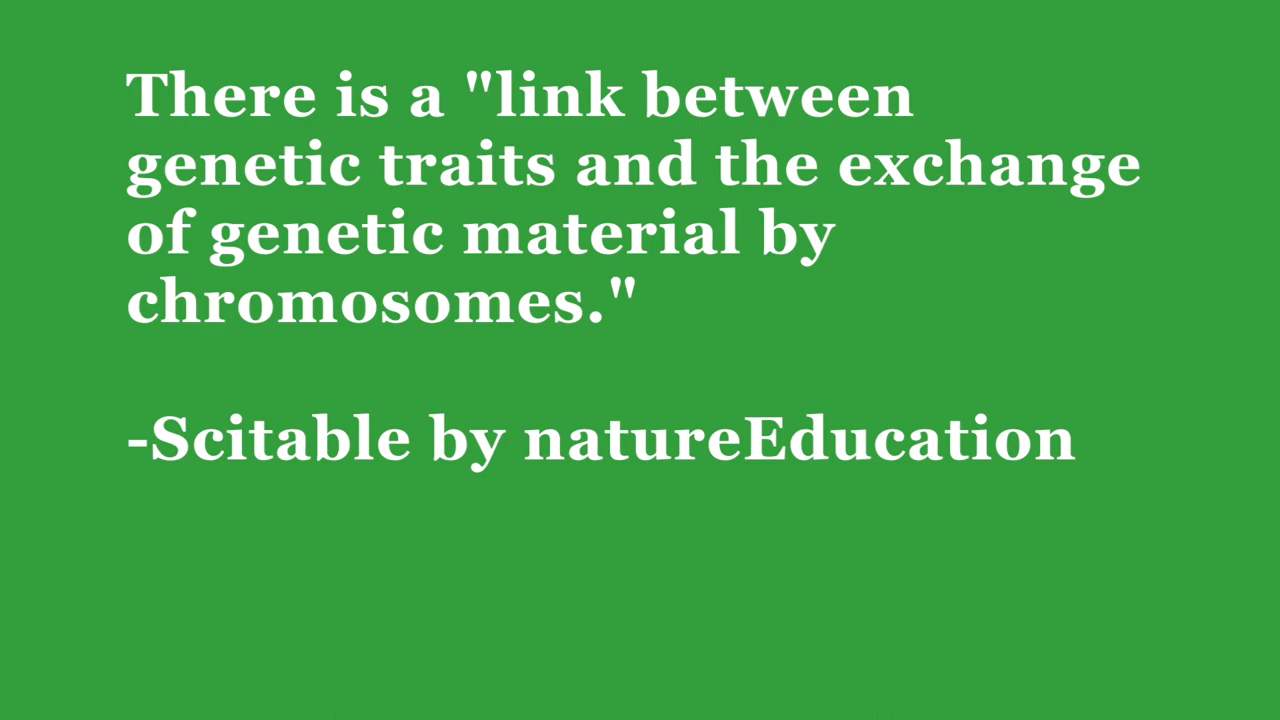 There is a "link between
genetic traits and the exchange
of genetic material by
chromosomes."
-Scitable by natureEducation